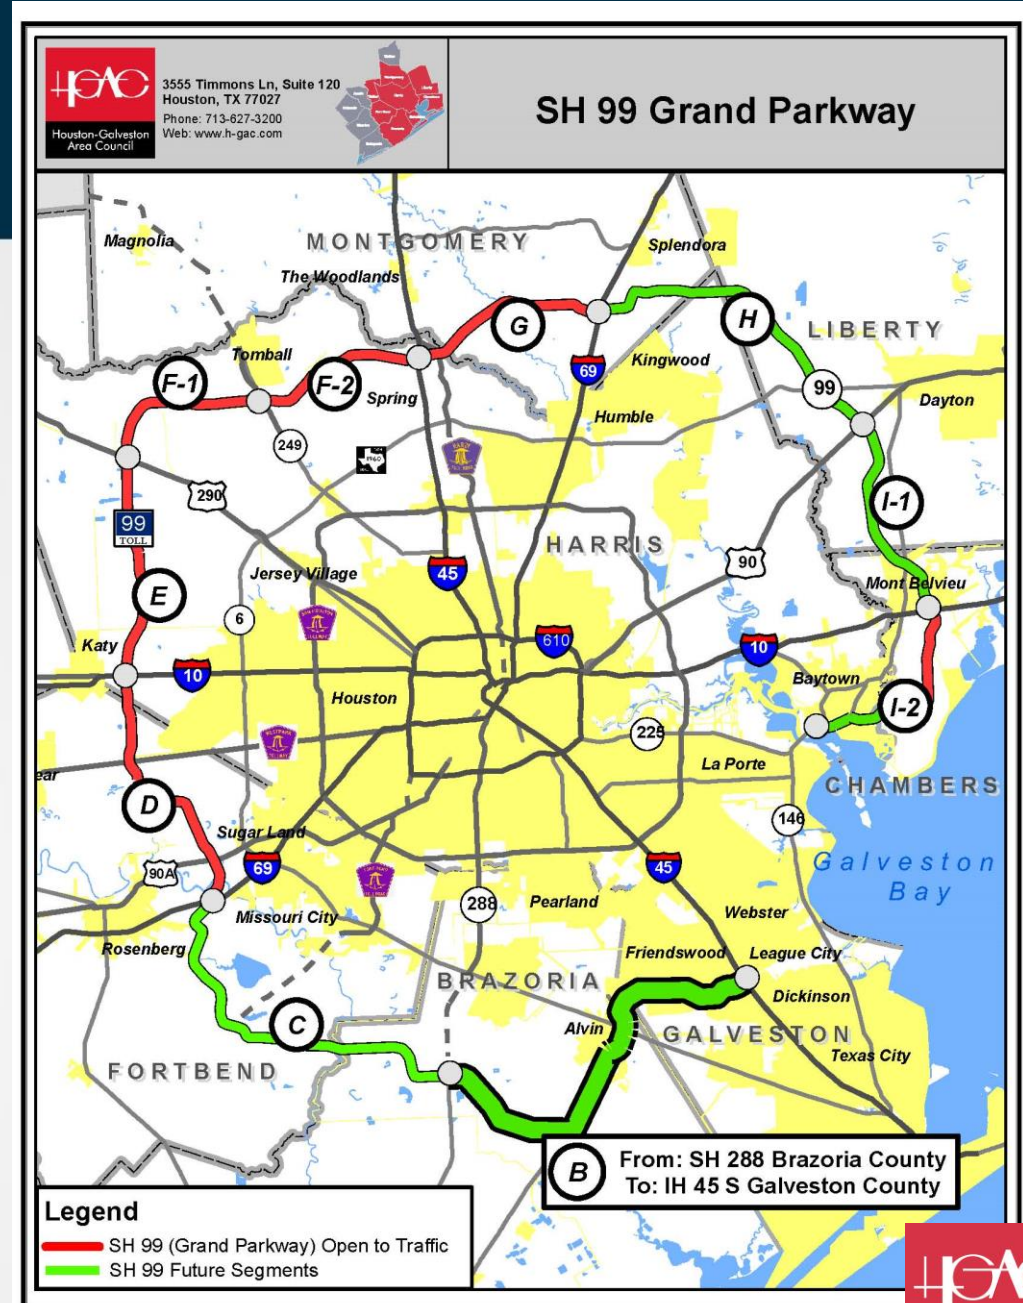 HGAC
Houston-Galveston
Area Council
3555 Timmons Ln, Suite 120
Houston, TX 77027
Phone: 713-627-3200
Web: www.h-gac.com
SH 99 Grand Parkway
Magnolia
MONTGOMERY
Splendora
The Woodlands
G
H
LIBERTY
Tomball
F-1
F-2
Spring
69
Kingwood
99
Dayton
Humble
249
1960
290
99
TOLL
I-1
HARRIS
Jersey Village
45
90
Mont Belvieu
E
6
610
Katy
10
10
Baytown
Houston
I-2
225
La Porte
ear
CHAMBERS
D
146
Sugar Land
69
45
Galveston
Bay
90A
288
Pearland
Missouri City
Webster
Rosenberg
Friendswood
League City
BRAZORIA
Dickinson
C
Alvin
GALVESTON
Texas City
FORTBEND
B
From: SH 288 Brazoria County
To: IH 45 S Galveston County
Legend
SH 99 (Grand Parkway) Open to Traffic
SH 99 Future Segments
HGAC